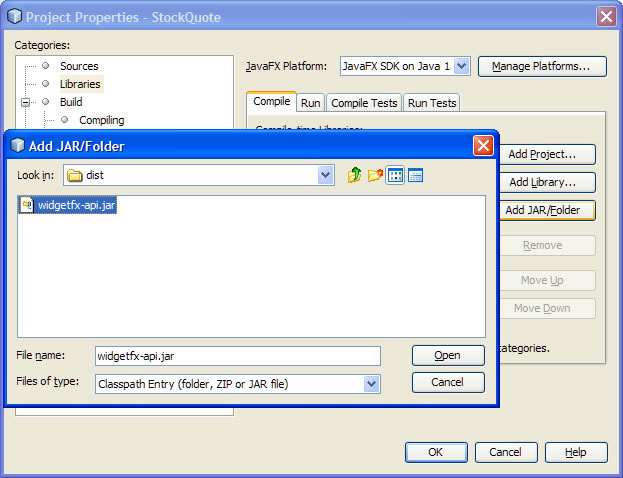 Project Properties - StockQuote
Categories:
Sources
Libraries
Build
Compiling
JavaFX Platform: JavaFX SDK on Java 1 Manage Platforms...
Compile Run Compile Tests Run Tests
Compile-time Libraries:
Add Project...
Add Library...
Add JAR/Folder
Remove
Move Up
Move Down
categories.
Add JAR/Folder
Look in: dist
widgetfx-api.jar
File name: widgetfx-api.jar Open
Files of type: Classpath Entry (folder, ZIP or JAR file) Cancel
OK Cancel Help